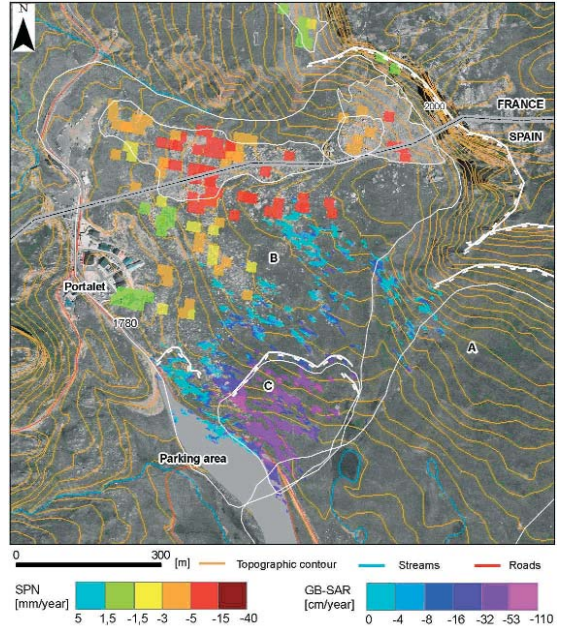 N
2000
FRANCE
SPAIN
B
Portalet
1780
A
C
Parking area
0 300 [m] Topographic contour Streams Roads
SPN
[mm/year]
5 1,5 -1,5 -3 -5 -15 -40
GB-SAR
[cm/year]
0 -4 -8 -16 -32 -53 -110